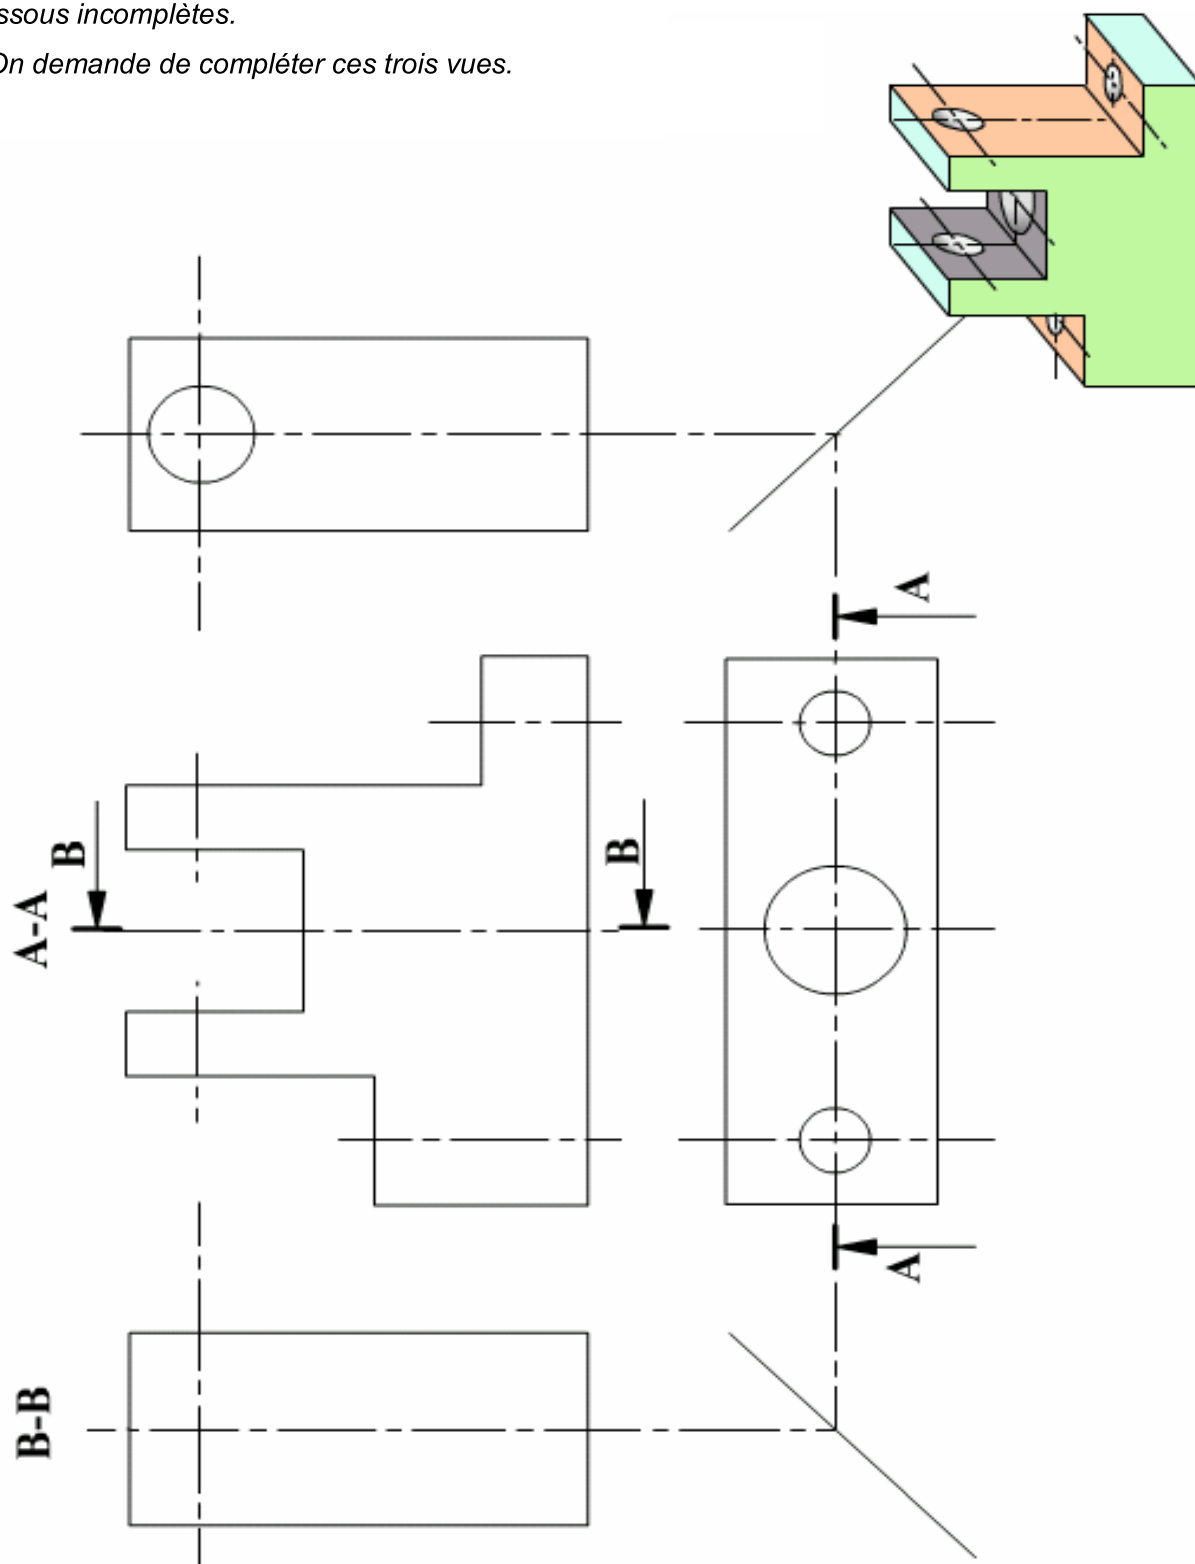 ssous incomplètes.
On demande de compléter ces trois vues.
A
B
B
A-A
A
B-B